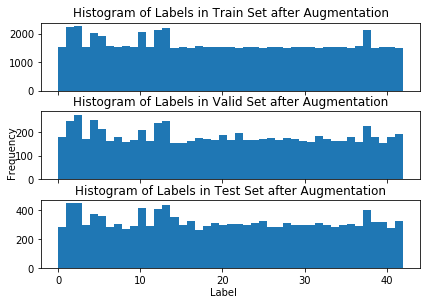 Histogram of Labels in Train Set after Augmentation
2000
1000
0
Histogram of Labels in Valid Set after Augmentation
200
100
0
Frequency
Histogram of Labels in Test Set after Augmentation
400
200
0
0 10 20 30 40
Label